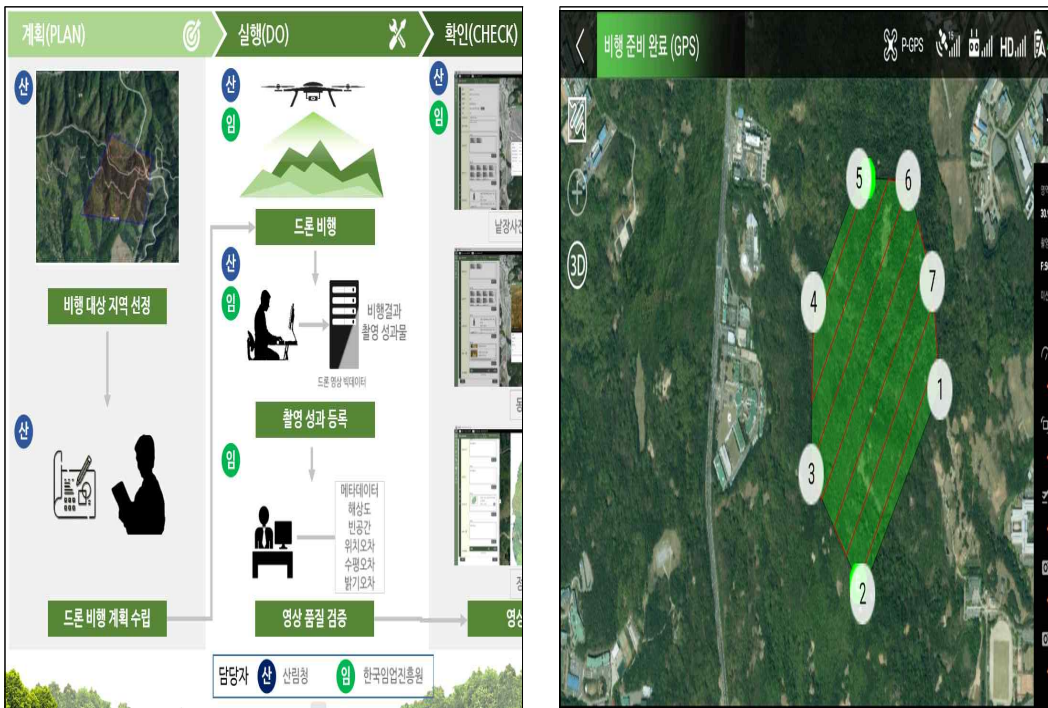 계획(PLAN)
실행(DO)
확인(CHECK)
산
비행 대상 지역 선정
산
드론 비행 계획 수립
산
임
드론 비행
산
임
비행결과
촬영 성과물
드론 영상 빅데이터
촬영 성과 등록
임
메타데이터
해상도
빈공간
위치오차
수평오차
밝기오차
영상 품질 검증
산
임
낱장사진
담당자 산 산림청 임 한국임업진흥원
비행 준비 완료 (GPS)
P-GPS
HD
3D
5
6
4
7
1
3
2